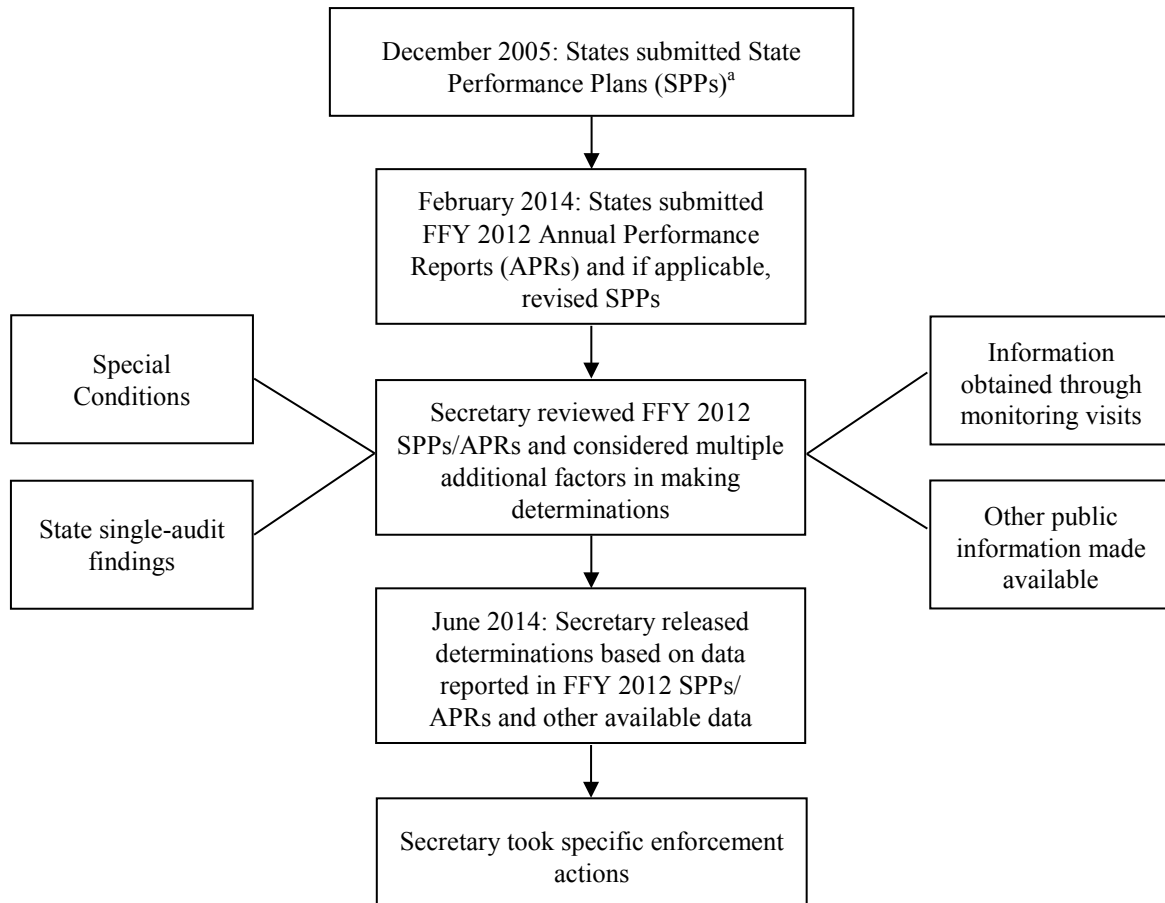 December 2005: States submitted State
Performance Plans (SPPs)a
February 2014: States submitted
FFY 2012 Annual Performance
Reports (APRs) and if applicable,
revised SPPs
Special
Conditions
State single-audit
findings
Secretary reviewed FFY 2012
SPPs/APRs and considered multiple
additional factors in making
determinations
Information
obtained through
monitoring visits
Other public
information made
available
June 2014: Secretary released
determinations based on data
reported in FFY 2012 SPPs/
APRs and other available data
Secretary took specific enforcement
actions